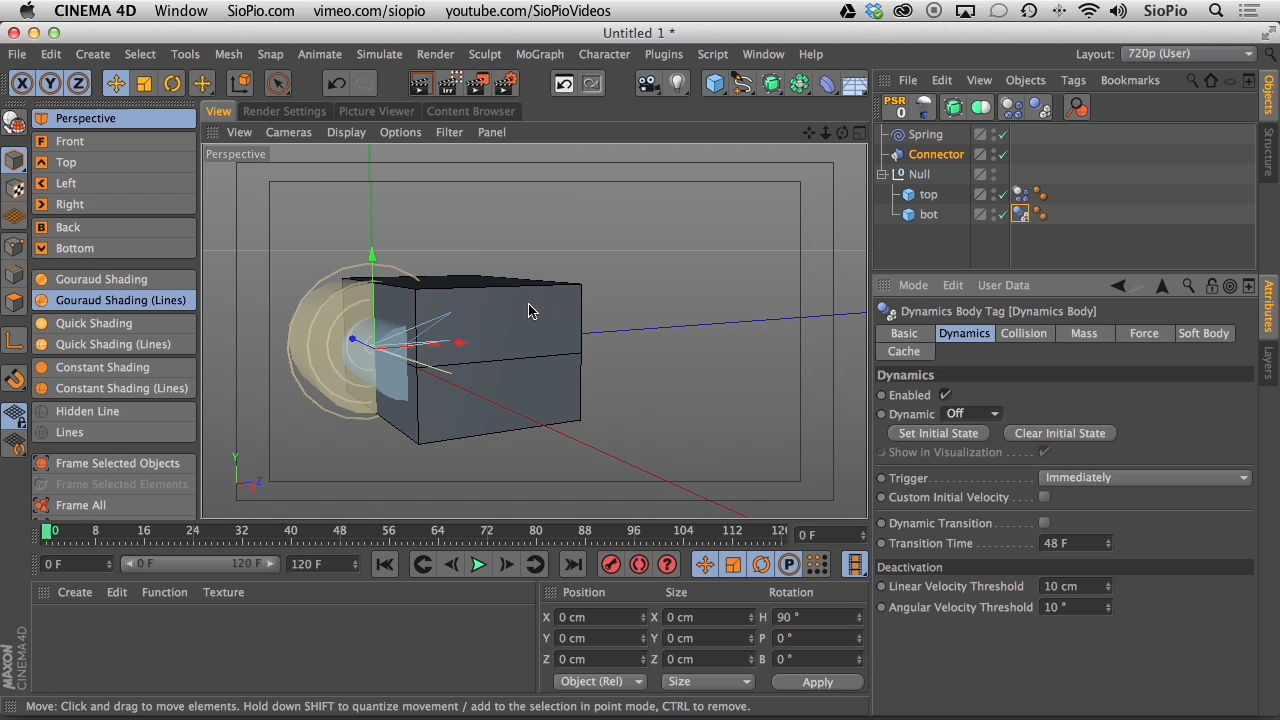 CINEMA 4D Window SioPio.com vimeo.com/siopio youtube.com/SioPioVideos SioPio
Untitled 1 *
File Edit Create Select Tools Mesh Snap Animate Simulate Render Sculpt MoGraph Character Plugins Script Window Help Layout: 720p (User)
X Y Z
View Render Settings Picture Viewer Content Browser
File Edit View Objects Tags Bookmarks
PSR
0
Perspective
F Front
Top
Left
Right
B Back
Bottom
Gouraud Shading
Gouraud Shading (Lines)
Quick Shading
Quick Shading (Lines)
Constant Shading
Constant Shading (Lines)
Hidden Line
Lines
Frame Selected Objects
Frame Selected Elements
Frame All
View Cameras Display Options Filter Panel
Perspective
Y
Z
Spring
Connector
Null
top
bot
Objects
Structure
Mode Edit User Data
Dynamics Body Tag [Dynamics Body]
Basic Dynamics Collision Mass Force Soft Body
Cache
Dynamics
Enabled
Dynamic Off
Set Initial State Clear Initial State
Show in Visualization . . . . .
Trigger . . . . . . . . . . . . . . . . Immediately
Custom Initial Velocity . . . .
Dynamic Transition . . . . .
Transition Time . . . . . . . . 48 F
Deactivation
Linear Velocity Threshold 10 cm
Angular Velocity Threshold 10 °
Attributes
Layers
0 8 16 24 32 40 48 56 64 72 80 88 96 104 112 12 0 F
0 F 0 F 120 F 120 F
P
Create Edit Function Texture
Position Size Rotation
X 0 cm X 0 cm H 90 °
Y 0 cm Y 0 cm P 0 °
Z 0 cm Z 0 cm B 0 °
Object (Rel) Size Apply
MAXON
CINEMA 4D
Move: Click and drag to move elements. Hold down SHIFT to quantize movement / add to the selection in point mode, CTRL to remove.